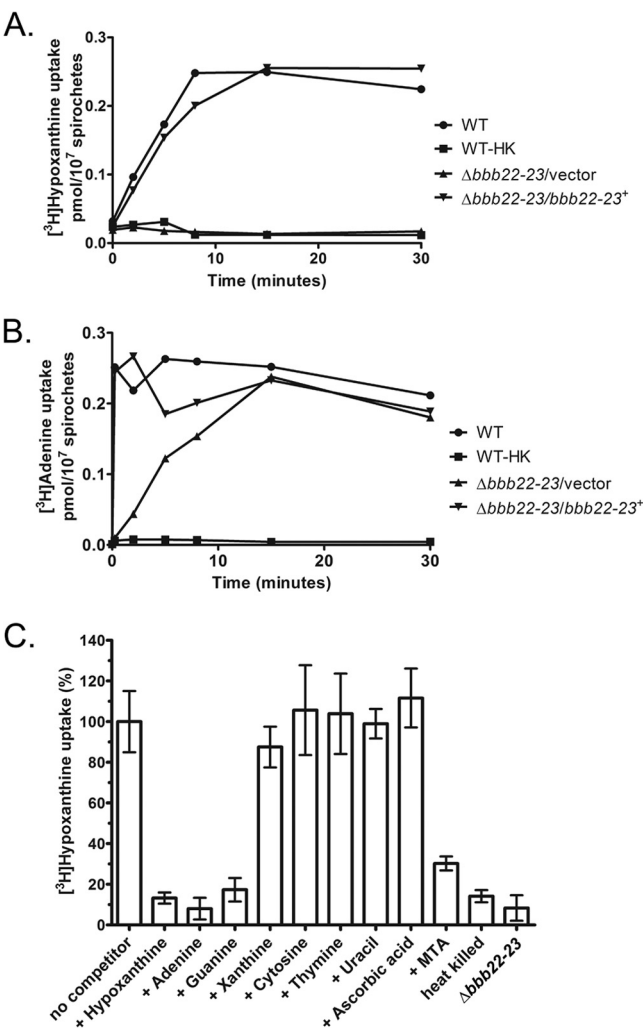 A.
[³H]Hypoxanthine uptake
pmol/10⁷ spirochetes
0.3
0.2
0.1
0.0
0
10
20
30
Time (minutes)
WT
WT-HK
Δbbb22-23/vector
Δbbb22-23/bbb22-23⁺
B.
[³H]Adenine uptake
pmol/10⁷ spirochetes
0.3
0.2
0.1
0.0
0
10
20
30
Time (minutes)
WT
WT-HK
Δbbb22-23/vector
Δbbb22-23/bbb22-23⁺
C.
[³H]Hypoxanthine uptake (%)
140
120
100
80
60
40
20
0
no competitor
+ Hypoxanthine
+ Adenine
+ Guanine
+ Xanthine
+ Cytosine
+ Thymine
+ Uracil
+ Ascorbic acid
+ MTA
heat killed
Δbbb22-23